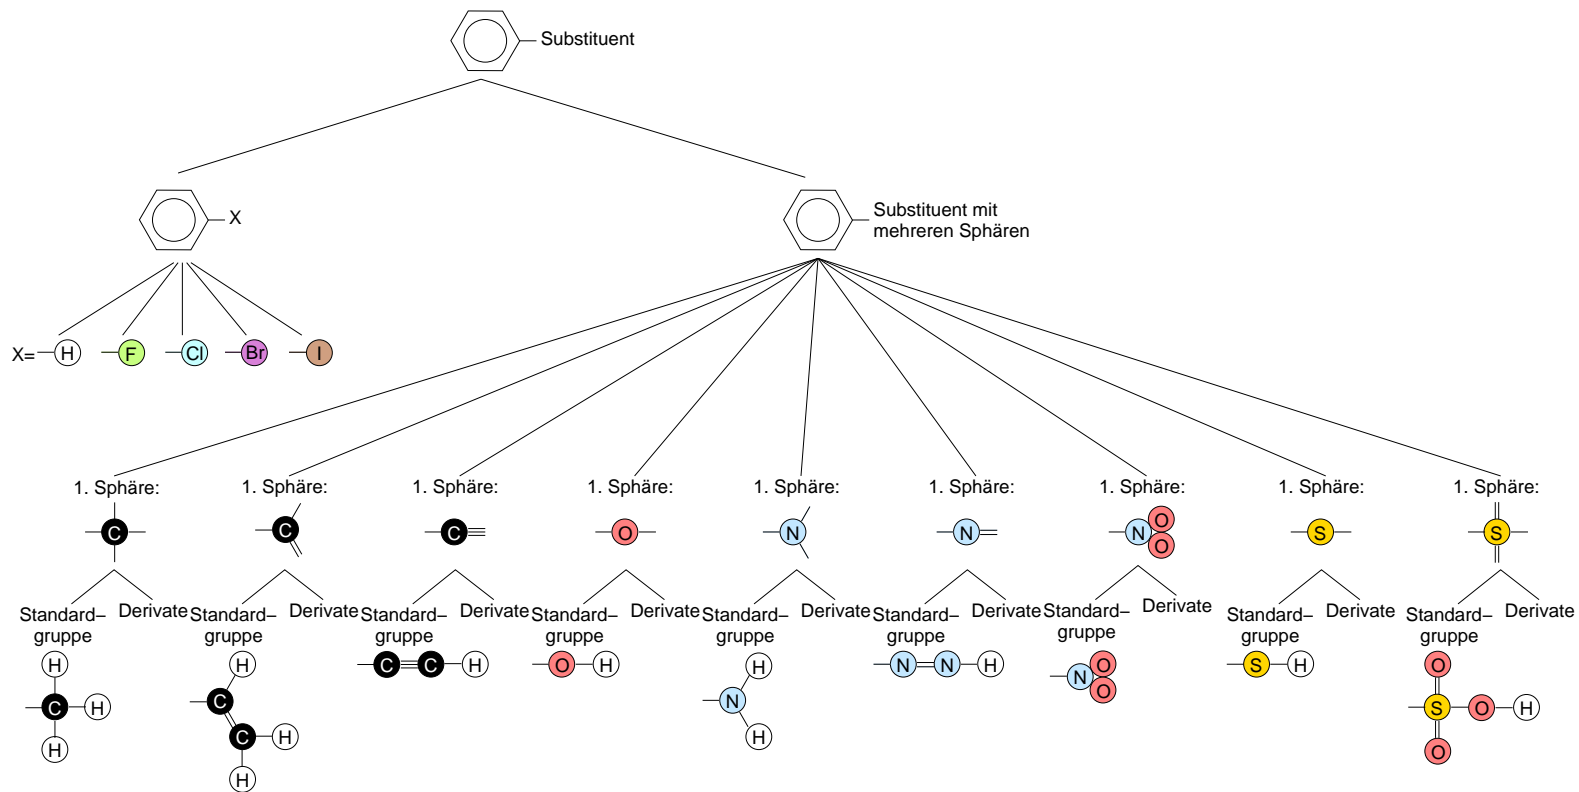 Substituent
X
Substituent mit
mehreren Sphären
X= H F Cl Br I
1. Sphäre: 1. Sphäre: 1. Sphäre: 1. Sphäre: 1. Sphäre: 1. Sphäre: 1. Sphäre: 1. Sphäre: 1. Sphäre:
C C C O N N N O O S S
Standard–
gruppe
Derivate
H
C H
H
Standard–
gruppe
Derivate
H
C
C H
H
Standard–
gruppe
Derivate
C C H
Standard–
gruppe
Derivate
O H
Standard–
gruppe
Derivate
H
N
H
Standard–
gruppe
Derivate
N N H
Standard–
gruppe
Derivate
O
N
O
Standard–
gruppe
Derivate
S H
Standard–
gruppe
Derivate
O
S O H
O